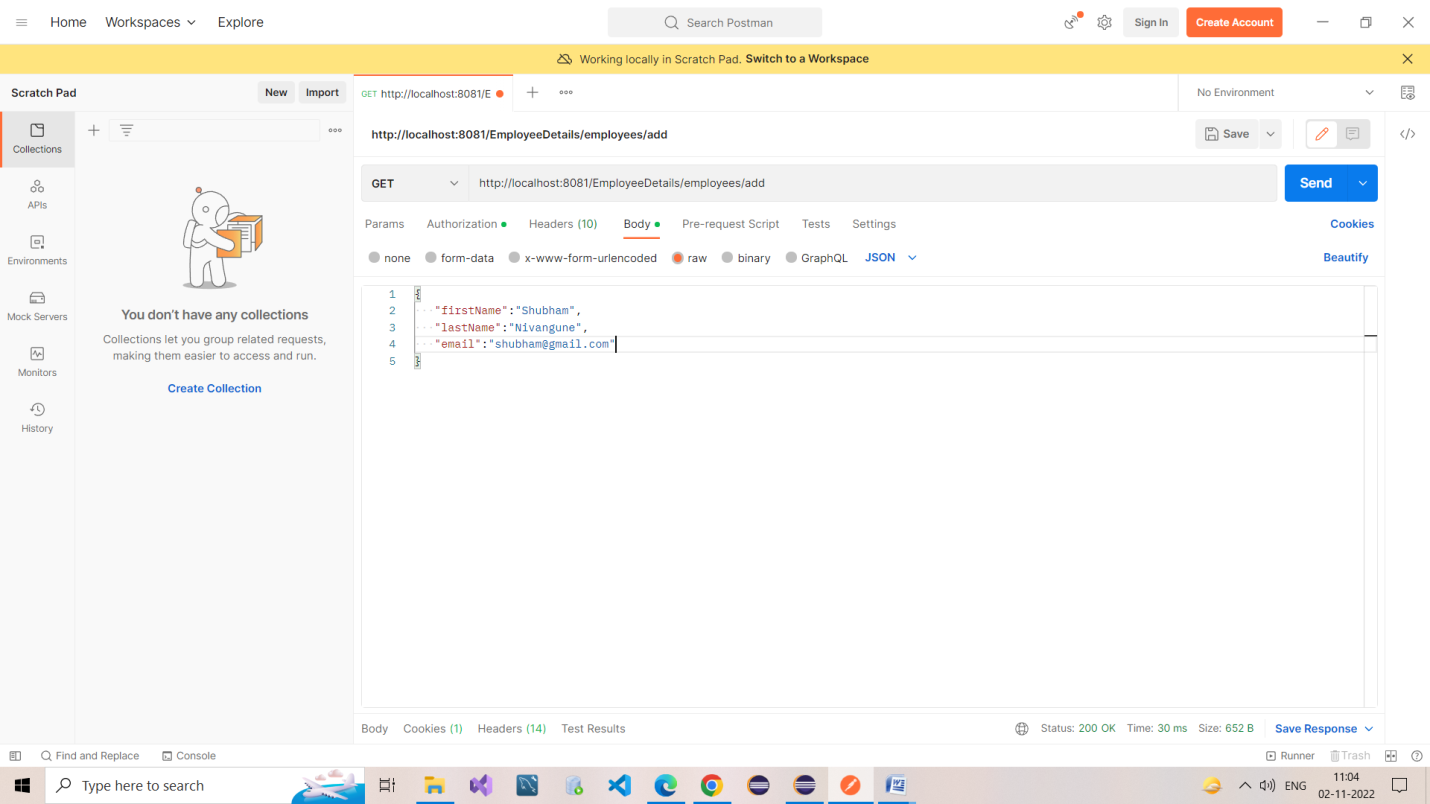 Home Workspaces Explore
Search Postman
Sign In
Create Account
Working locally in Scratch Pad. Switch to a Workspace
Scratch Pad
New
Import
GET http://localhost:8081/E
No Environment
http://localhost:8081/EmployeeDetails/employees/add
Save
Collections
APIs
Environments
Mock Servers
Monitors
History
You don't have any collections
Collections let you group related requests,
making them easier to access and run.
Create Collection
GET
http://localhost:8081/EmployeeDetails/employees/add
Send
Params Authorization Headers (10) Body Pre-request Script Tests Settings
Cookies
none form-data x-www-form-urlencoded raw binary GraphQL JSON
Beautify
1 {
2 "firstName":"Shubham",
3 "lastName":"Nivangune",
4 "email":"shubham@gmail.com"
5 }
Body Cookies (1) Headers (14) Test Results
Status: 200 OK Time: 30 ms Size: 652 B
Save Response
Find and Replace
Console
Runner
Trash
Type here to search
ENG
11:04
02-11-2022